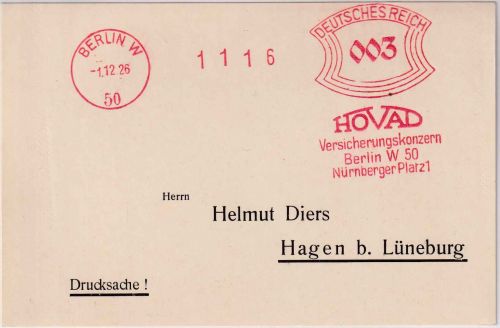 BERLIN W
-1.12.26
50
1116
DEUTSCHES REICH
003
HOVAD
Versicherungskonzern
Berlin W 50
Nürnberger Platz 1
Herrn
Helmut Diers
Hagen b. Lüneburg
Drucksache !